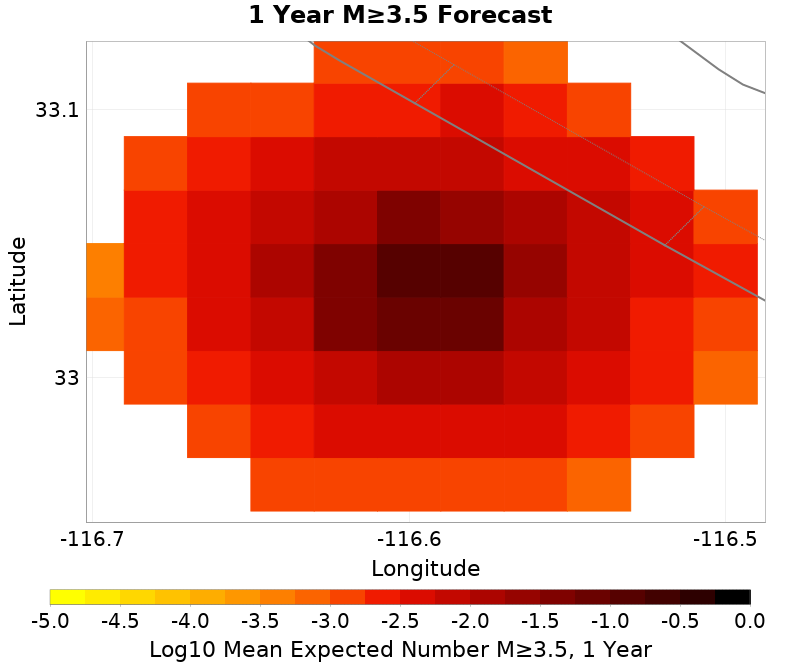 1 Year M≥3.5 Forecast
33.1
Latitude
33
-116.7 -116.6 -116.5
Longitude
-5.0 -4.5 -4.0 -3.5 -3.0 -2.5 -2.0 -1.5 -1.0 -0.5 0.0
Log10 Mean Expected Number M≥3.5, 1 Year